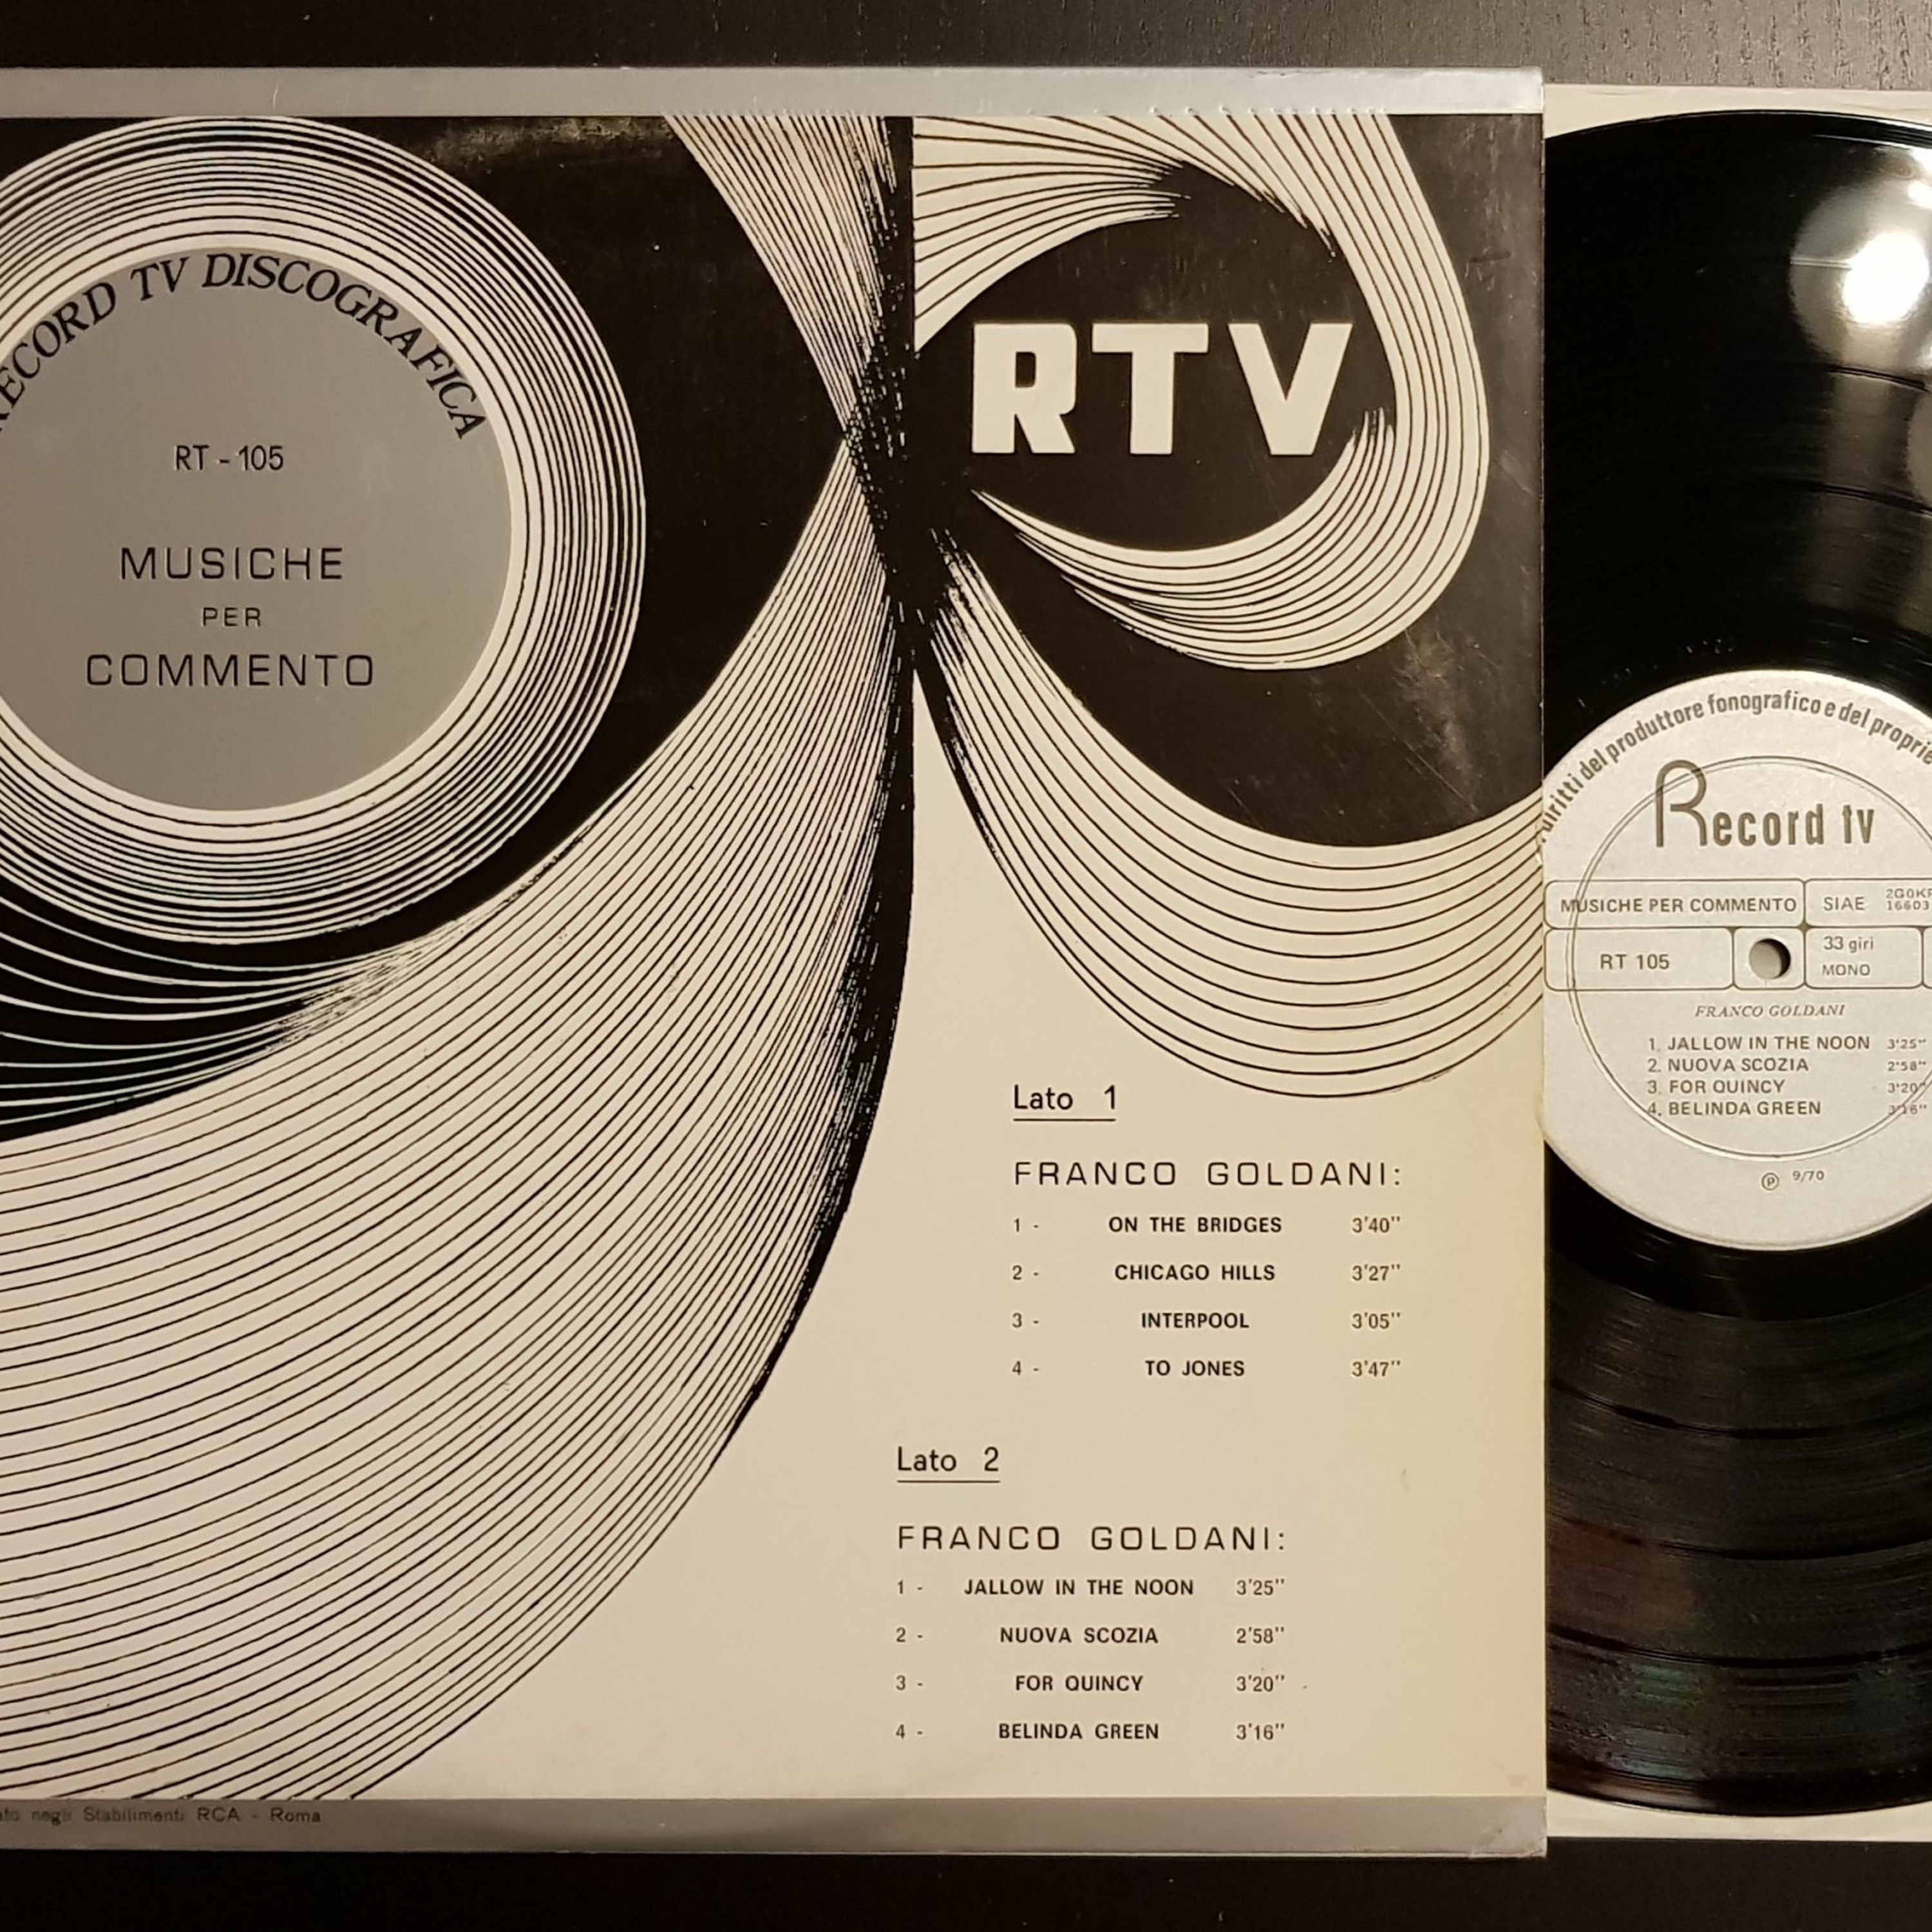 RECORD TV DISCOGRAFICA
RT - 105
MUSICHE
PER
COMMENTO
RTV
Lato 1
FRANCO GOLDANI:
1 - ON THE BRIDGES 3'40''
2 - CHICAGO HILLS 3'27''
3 - INTERPOOL 3'05''
4 - TO JONES 3'47''
Lato 2
FRANCO GOLDANI:
1 - JALLOW IN THE NOON 3'25''
2 - NUOVA SCOZIA 2'58''
3 - FOR QUINCY 3'20''
4 - BELINDA GREEN 3'16''
negli Stabilimenti RCA - Roma
diritti del produttore fonografico e del
Record tv
MUSICHE PER COMMENTO SIAE
16603
RT 105 33 giri
MONO
FRANCO GOLDANI
1. JALLOW IN THE NOON 3'25"
2. NUOVA SCOZIA 2'58"
3. FOR QUINCY 3'20"
4. BELINDA GREEN 3'16"
℗ 9/70